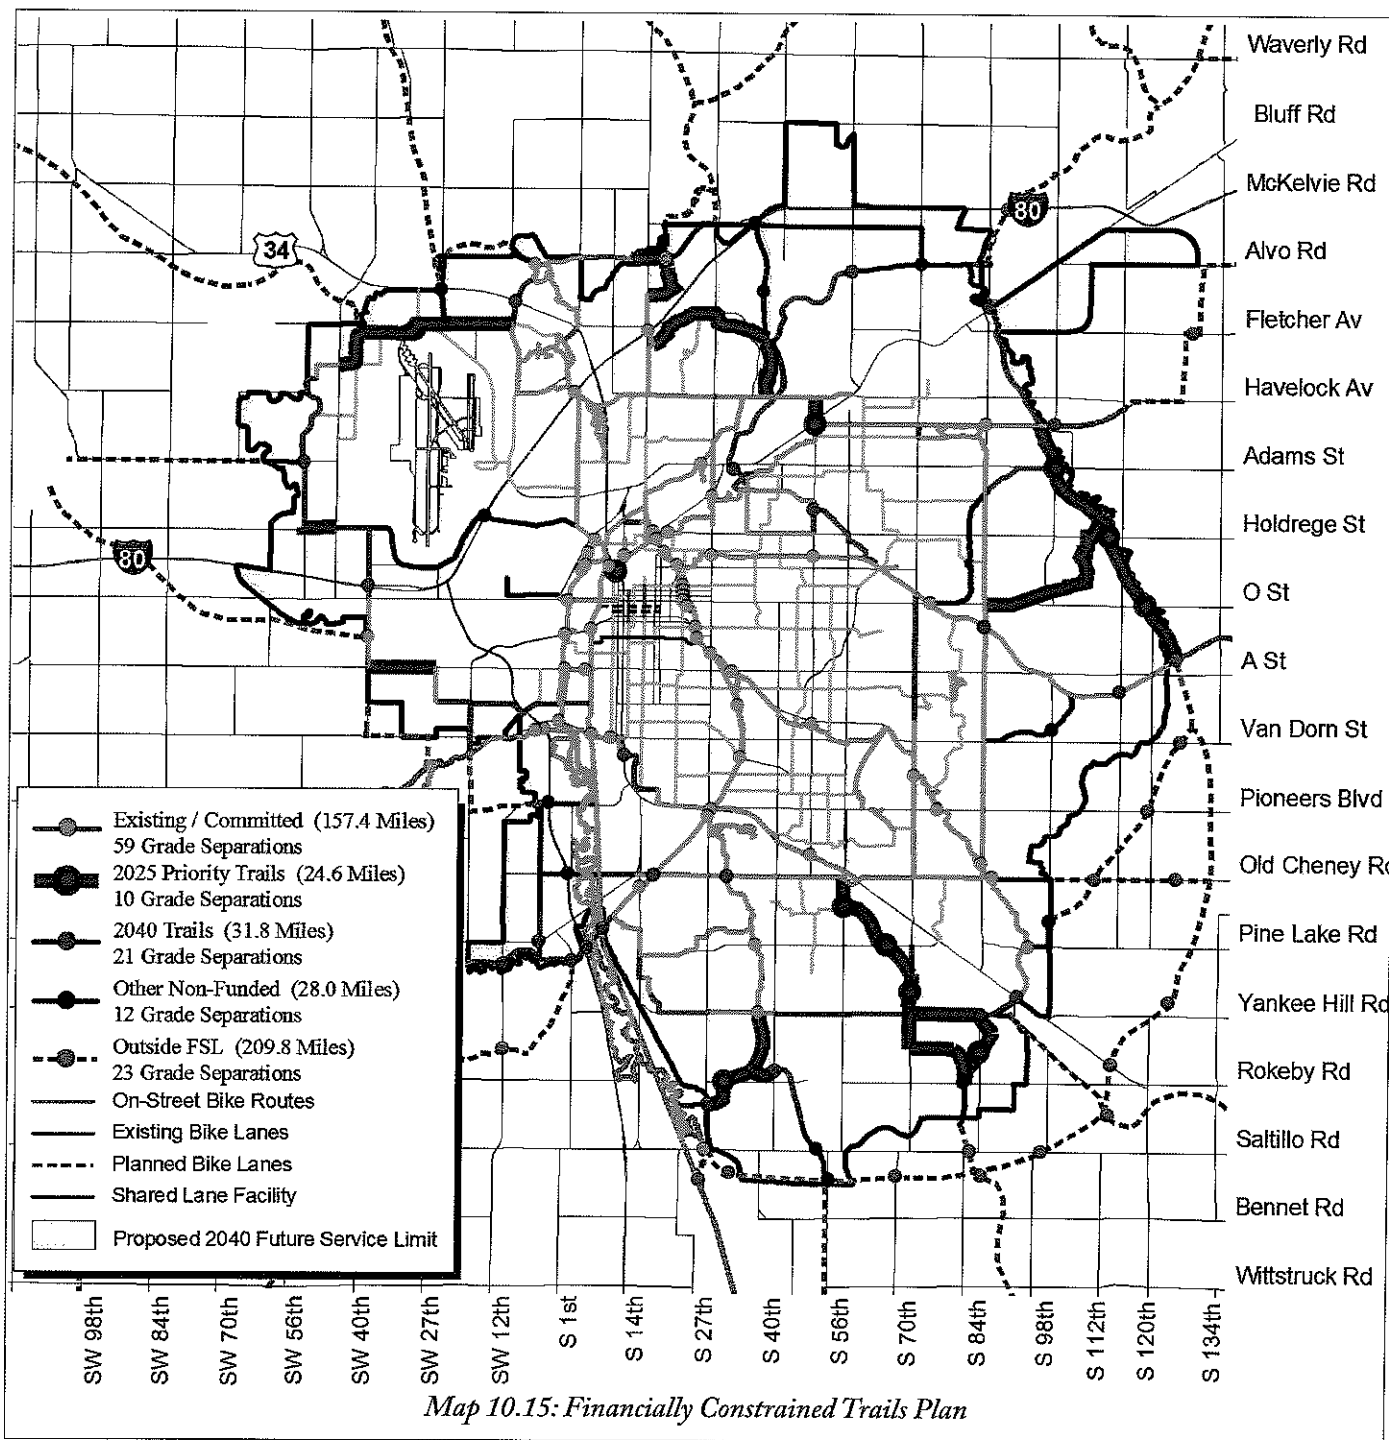 Waverly Rd
Bluff Rd
McKelvie Rd
80
34
Alvo Rd
Fletcher Av
Havelock Av
Adams St
Holdrege St
80
O St
A St
Van Dorn St
Pioneers Blvd
Old Cheney Rd
Pine Lake Rd
Yankee Hill Rd
Rokeby Rd
Saltillo Rd
Bennet Rd
Wittstruck Rd
Existing / Committed (157.4 Miles)
59 Grade Separations
2025 Priority Trails (24.6 Miles)
10 Grade Separations
2040 Trails (31.8 Miles)
21 Grade Separations
Other Non-Funded (28.0 Miles)
12 Grade Separations
Outside FSL (209.8 Miles)
23 Grade Separations
On-Street Bike Routes
Existing Bike Lanes
Planned Bike Lanes
Shared Lane Facility
Proposed 2040 Future Service Limit
SW 98th
SW 84th
SW 70th
SW 56th
SW 40th
SW 27th
SW 12th
S 1st
S 14th
S 27th
S 40th
S 56th
S 70th
S 84th
S 98th
S 112th
S 120th
S 134th
Map 10.15: Financially Constrained Trails Plan